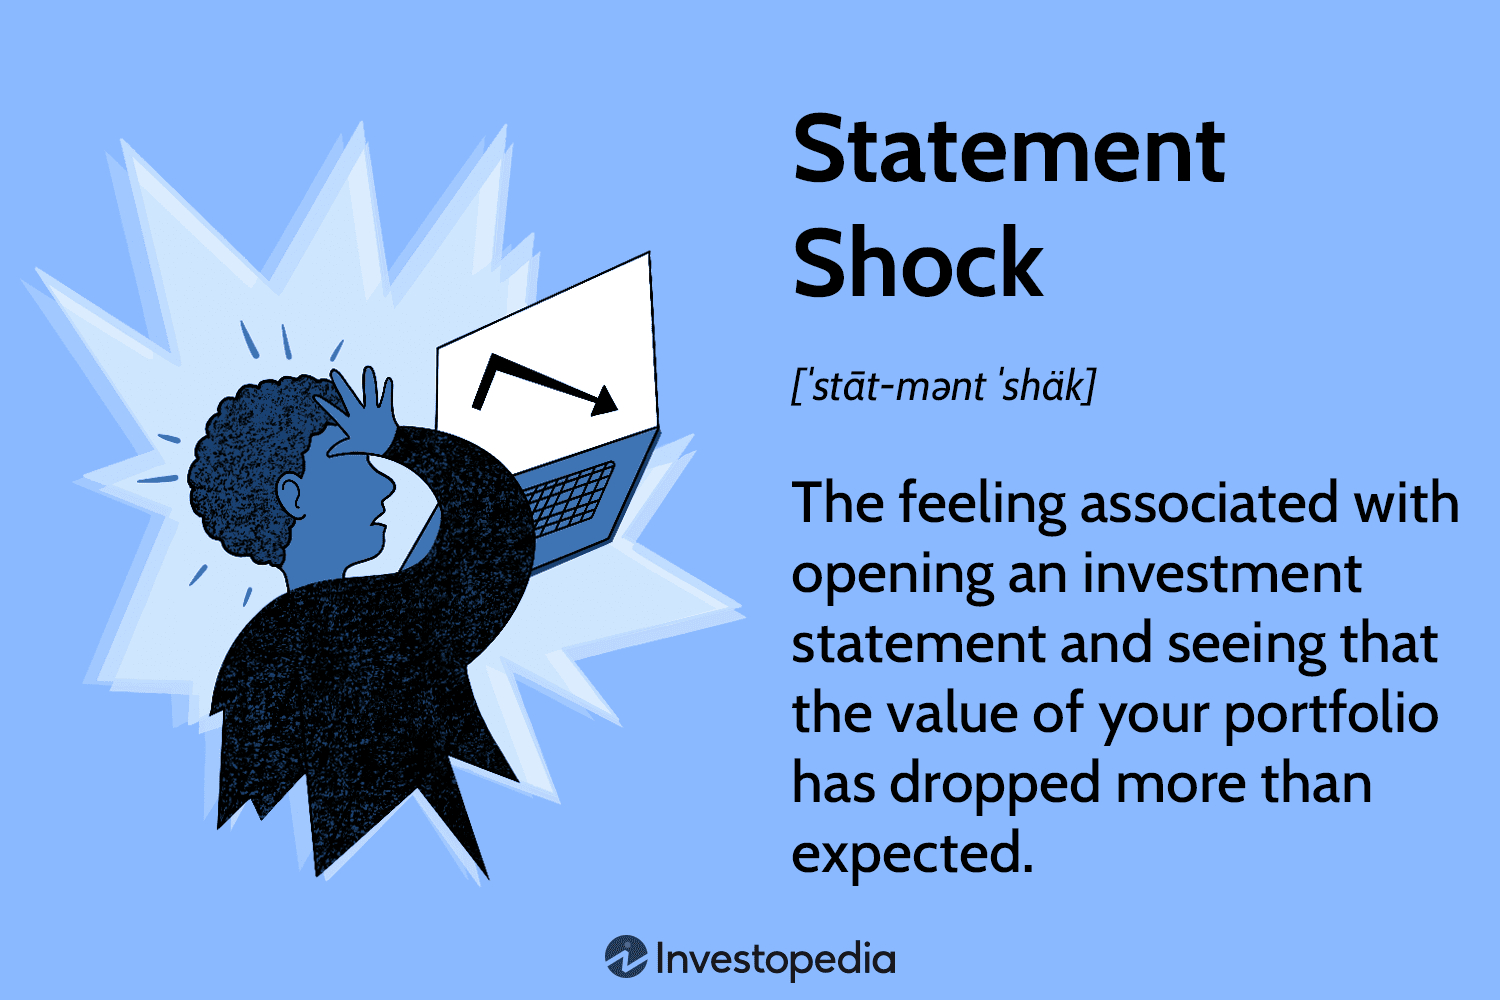 Statement
Shock
[ˈstāt-mənt ˈshäk]
The feeling associated with
opening an investment
statement and seeing that
the value of your portfolio
has dropped more than
expected.
Investopedia